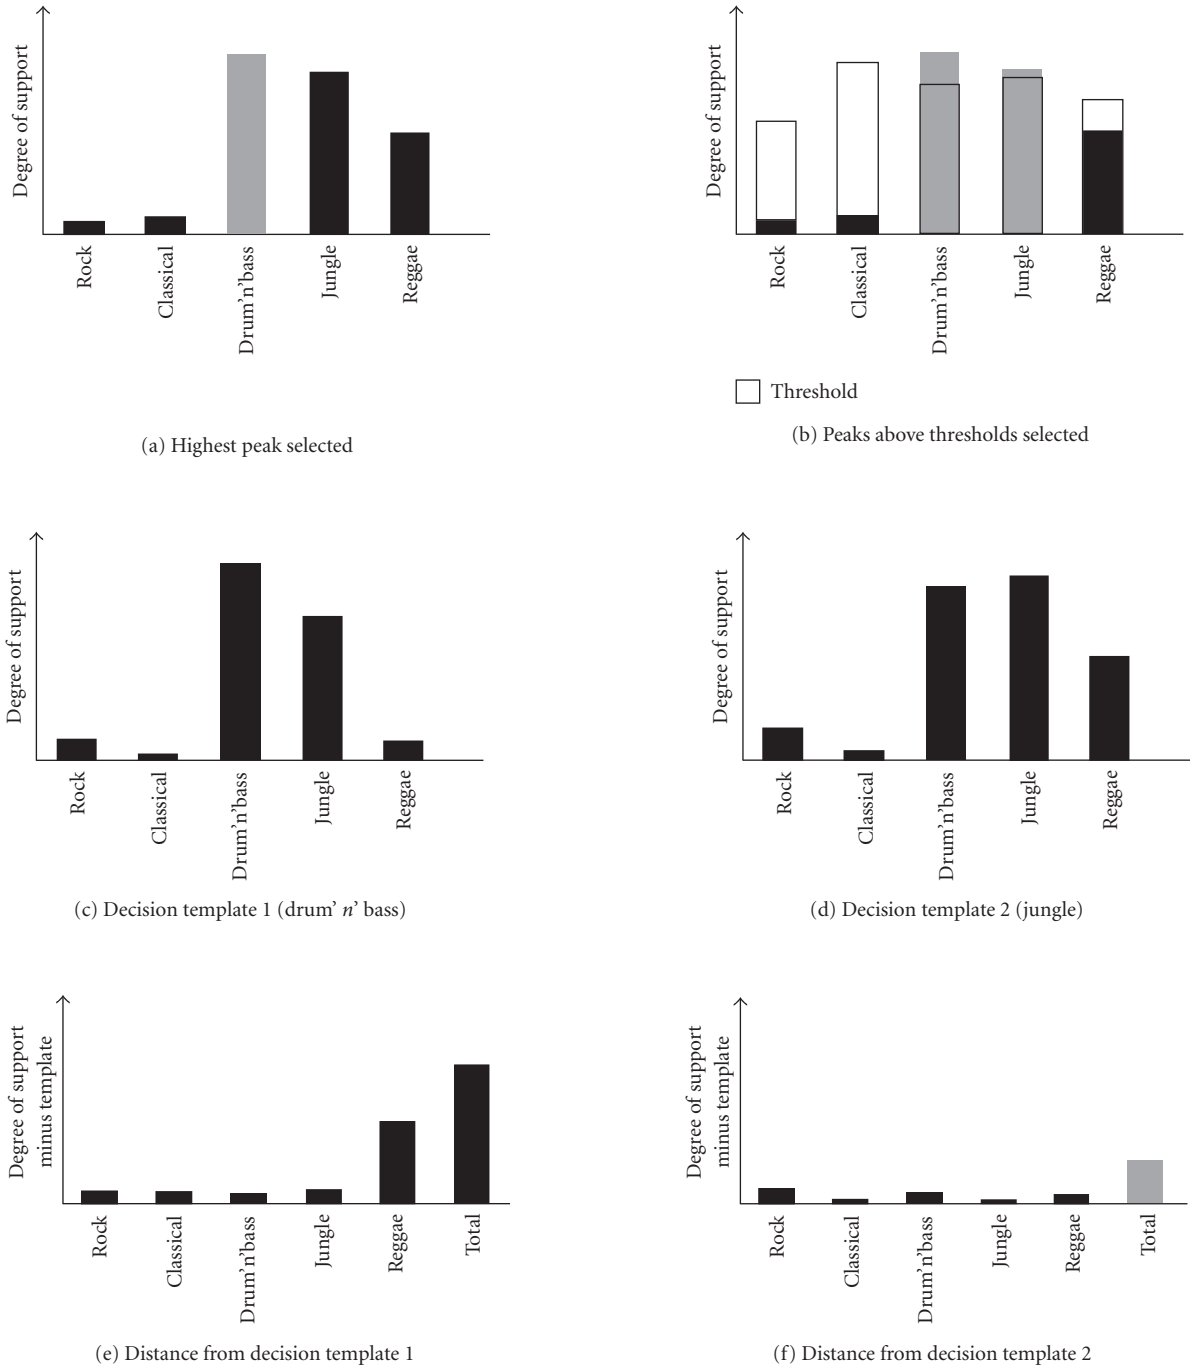 Degree of support
Rock
Classical
Drum’n’bass
Jungle
Reggae
(a) Highest peak selected
Degree of support
Rock
Classical
Drum’n’bass
Jungle
Reggae
Threshold
(b) Peaks above thresholds selected
Degree of support
Rock
Classical
Drum’n’bass
Jungle
Reggae
(c) Decision template 1 (drum’ n’ bass)
Degree of support
Rock
Classical
Drum’n’bass
Jungle
Reggae
(d) Decision template 2 (jungle)
Degree of support
minus template
Rock
Classical
Drum’n’bass
Jungle
Reggae
Total
(e) Distance from decision template 1
Degree of support
minus template
Rock
Classical
Drum’n’bass
Jungle
Reggae
Total
(f) Distance from decision template 2